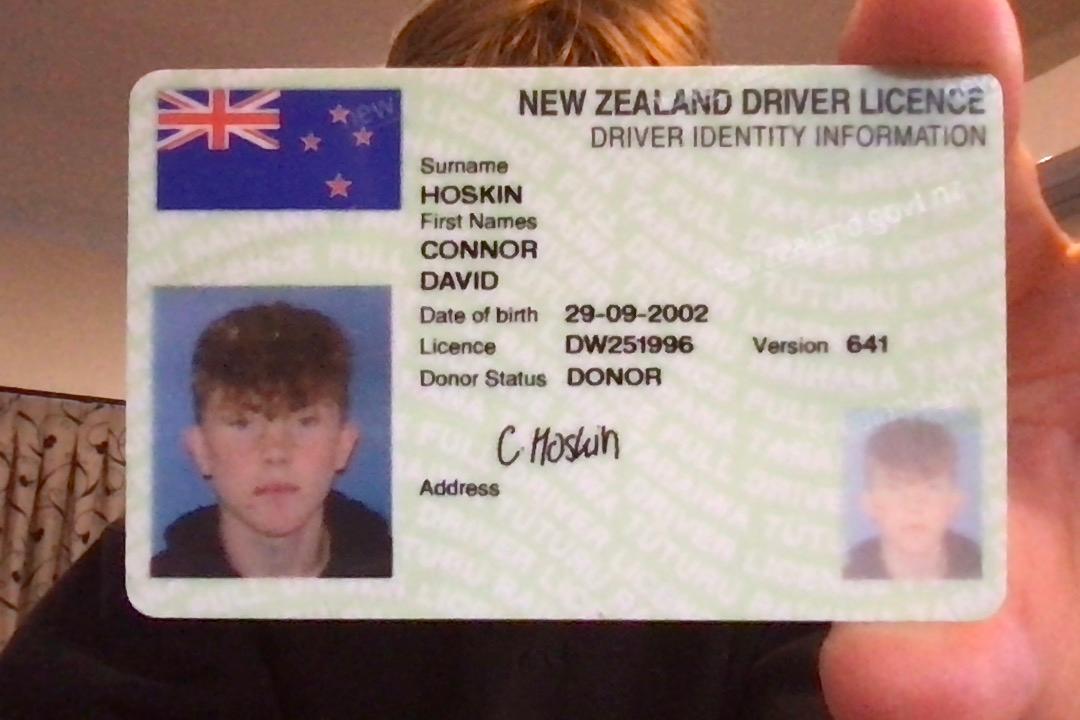 NEW ZEALAND DRIVER LICENCE
DRIVER IDENTITY INFORMATION
Surname
HOSKIN
First Names
CONNOR
DAVID
Date of birth 29-09-2002
Licence DW251996 Version 641
Donor Status DONOR
C Hoskin
Address